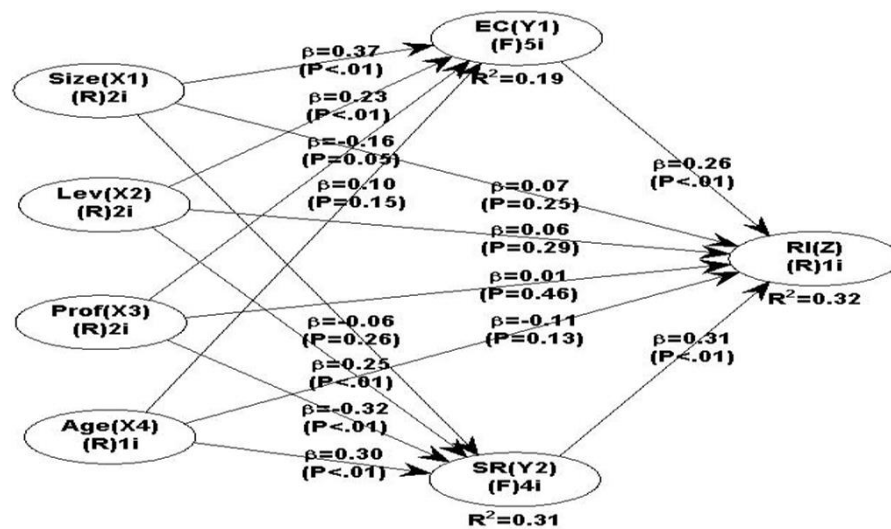 EC(Y1)
(F)5i
R²=0.19
Size(X1)
(R)2i
β=0.37
(P<.01)
β=0.23
(P<.01)
β=-0.16
(P=0.05)
β=0.10
(P=0.15)
Lev(X2)
(R)2i
β=0.07
(P=0.25)
β=0.06
(P=0.29)
β=0.26
(P<.01)
RI(Z)
(R)1i
R²=0.32
Prof(X3)
(R)2i
β=0.01
(P=0.46)
β=-0.11
(P=0.13)
β=-0.06
(P=0.26)
β=0.25
(P<.01)
β=0.31
(P<.01)
Age(X4)
(R)1i
β=-0.32
(P<.01)
β=0.30
(P<.01)
SR(Y2)
(F)4i
R²=0.31